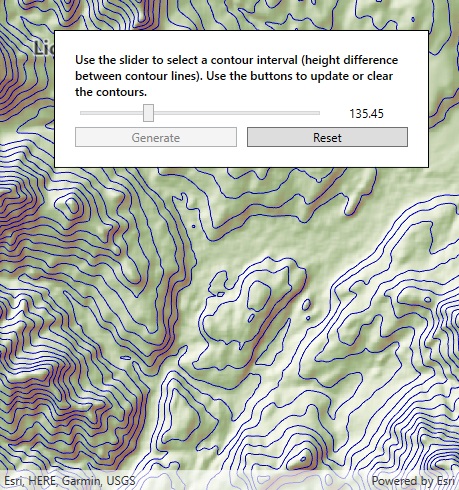 Use the slider to select a contour interval (height difference
between contour lines). Use the buttons to update or clear
the contours.
135.45
Generate
Reset
Esri, HERE, Garmin, USGS
Powered by Esri